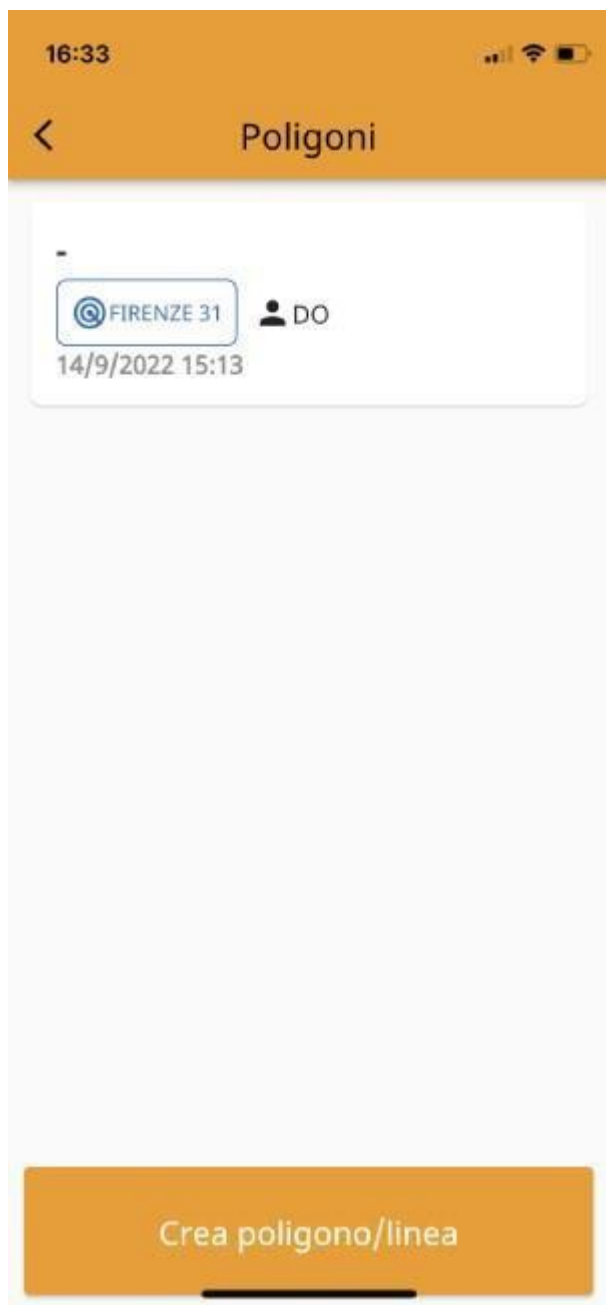 16:33
Poligoni
-
FIRENZE 31 DO
14/9/2022 15:13
Crea poligono/linea